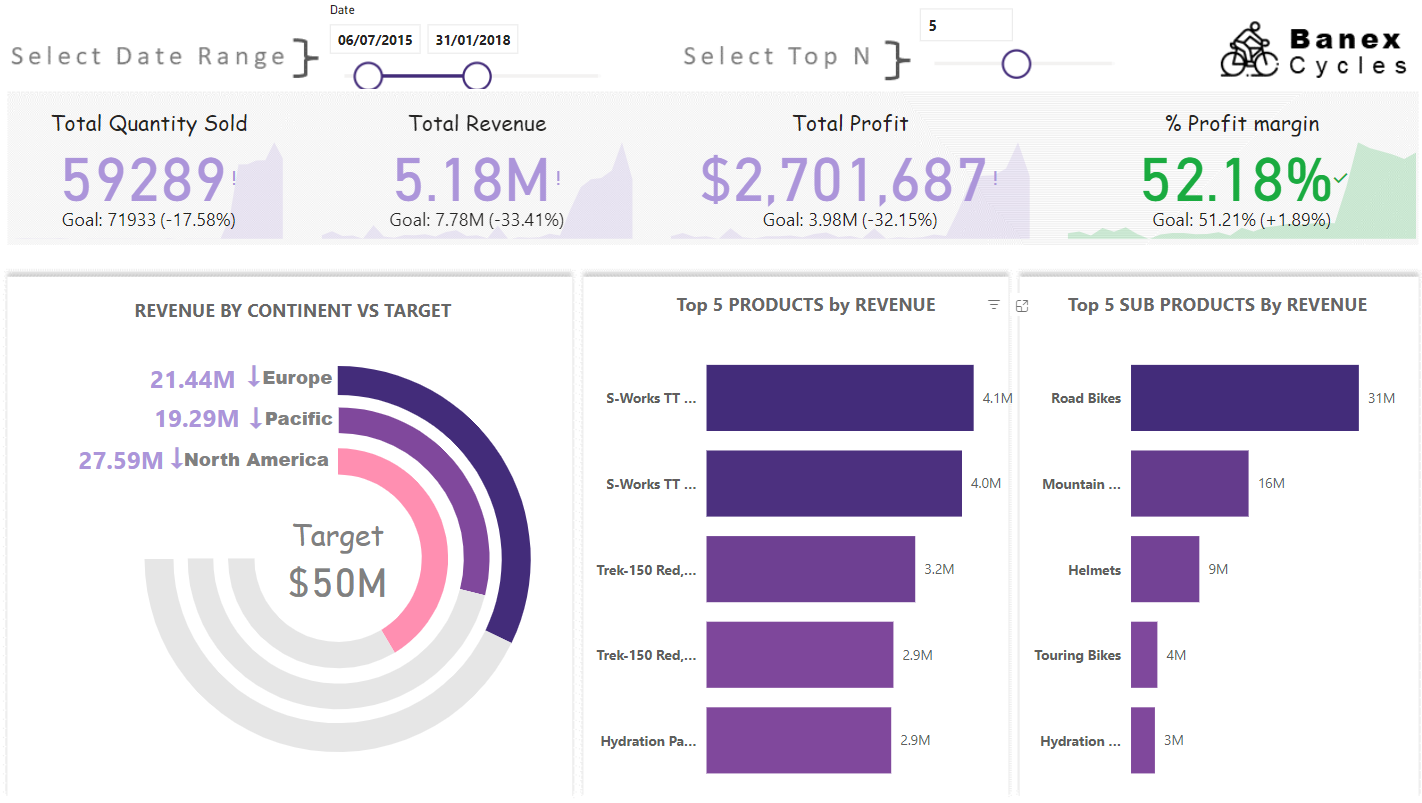 Date
06/07/2015 31/01/2018
Select Date Range }
5
Select Top N }
Banex
Cycles
Total Quantity Sold
59289!
Goal: 71933 (-17.58%)
Total Revenue
5.18M!
Goal: 7.78M (-33.41%)
Total Profit
$2,701,687!
Goal: 3.98M (-32.15%)
% Profit margin
52.18%
Goal: 51.21% (+1.89%)
REVENUE BY CONTINENT VS TARGET
21.44M ↓Europe
19.29M ↓Pacific
27.59M ↓North America
Target
$50M
Top 5 PRODUCTS by REVENUE
S-Works TT ... 4.1M
S-Works TT ... 4.0M
Trek-150 Red,... 3.2M
Trek-150 Red,... 2.9M
Hydration Pa... 2.9M
Top 5 SUB PRODUCTS By REVENUE
Road Bikes 31M
Mountain ... 16M
Helmets 9M
Touring Bikes 4M
Hydration ... 3M